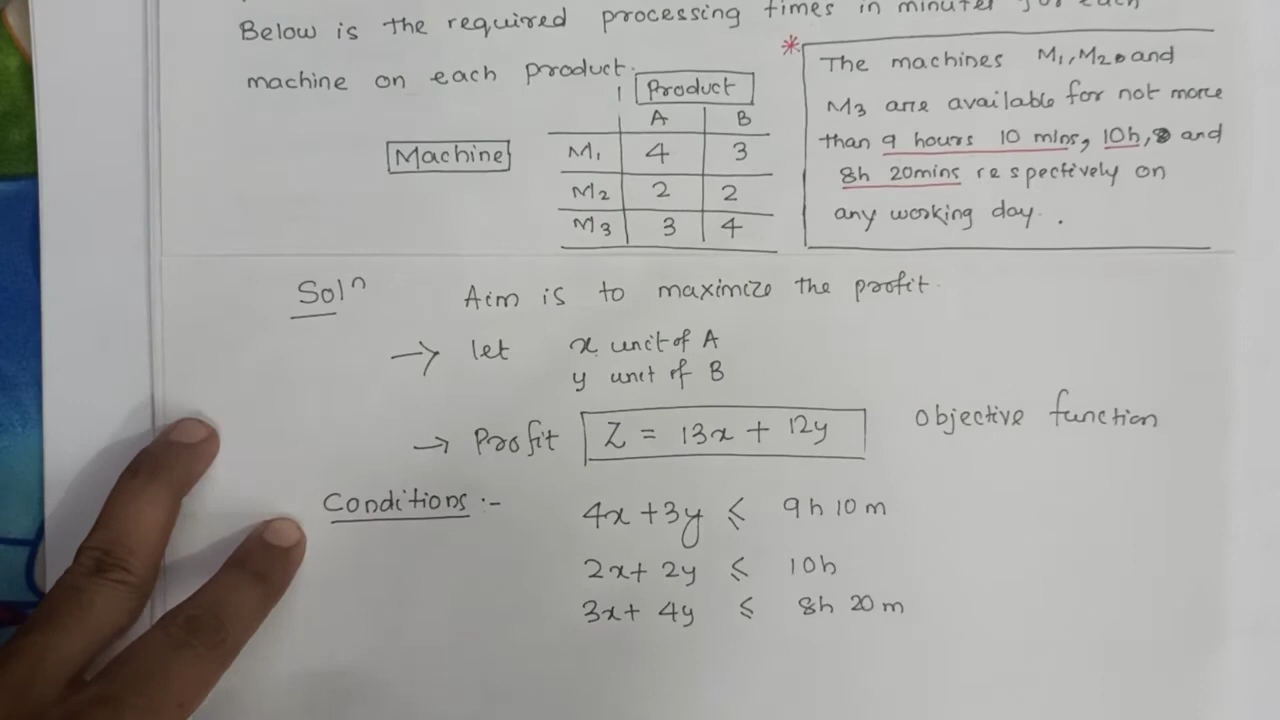 Below is the required processing times in minutes for each
machine on each product.
Product
A B
Machine
M1 4 3
M2 2 2
M3 3 4
* The machines M1, M2, and
M3 are available for not more
than 9 hours 10 mins, 10h, and
8h 20mins respectively on
any working day.
Soln Aim is to maximize the profit.
→ let x unit of A
y unit of B
→ Profit Z = 13x + 12y Objective function
Conditions :- 4x + 3y ≤ 9h 10m
2x + 2y ≤ 10h
3x + 4y ≤ 8h 20m